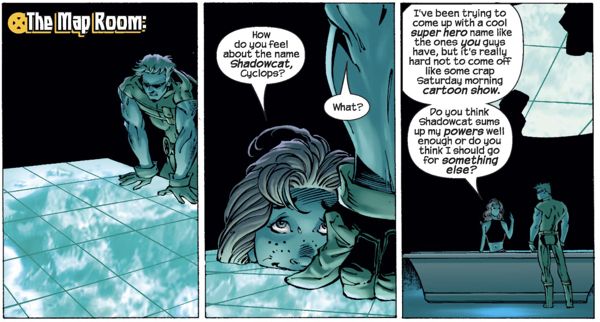 The Map Room:
How
do you feel
about the name
Shadowcat,
Cyclops?
What?
I've been trying to
come up with a cool
super hero name like
the ones you guys
have, but it's really
hard not to come off
like some crap
Saturday morning
cartoon show.
Do you think
Shadowcat sums
up my powers well
enough or do you
think I should go
for something
else?